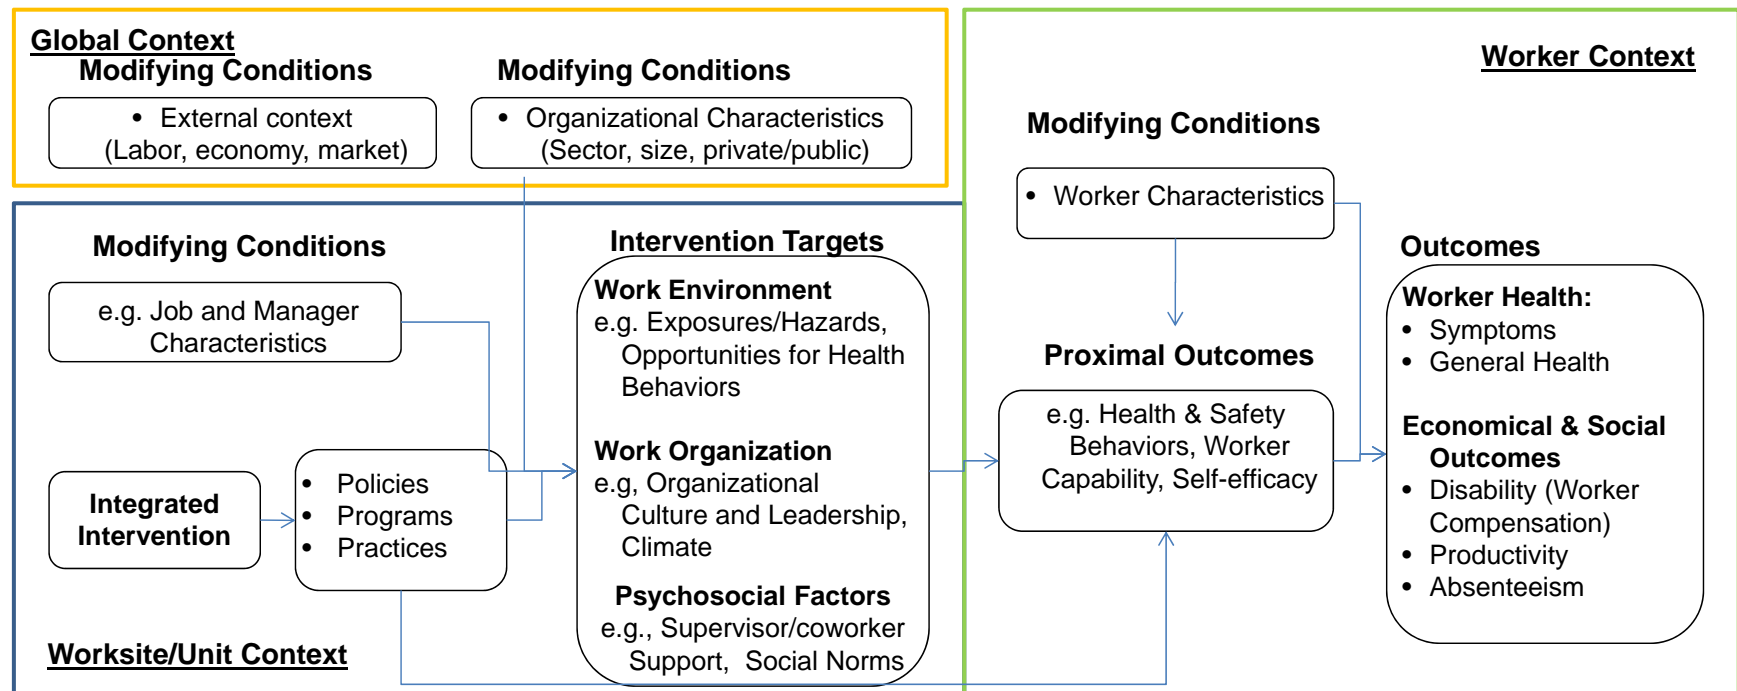 Global Context
Modifying Conditions
• External context
(Labor, economy, market)
Modifying Conditions
• Organizational Characteristics
(Sector, size, private/public)
Worker Context
Modifying Conditions
• Worker Characteristics
Modifying Conditions
e.g. Job and Manager
Characteristics
Integrated
Intervention
• Policies
• Programs
• Practices
Worksite/Unit Context
Intervention Targets
Work Environment
e.g. Exposures/Hazards,
Opportunities for Health
Behaviors
Work Organization
e.g, Organizational
Culture and Leadership,
Climate
Psychosocial Factors
e.g., Supervisor/coworker
Support, Social Norms
Proximal Outcomes
e.g. Health & Safety
Behaviors, Worker
Capability, Self-efficacy
Outcomes
Worker Health:
• Symptoms
• General Health
Economical & Social
Outcomes
• Disability (Worker
Compensation)
• Productivity
• Absenteeism